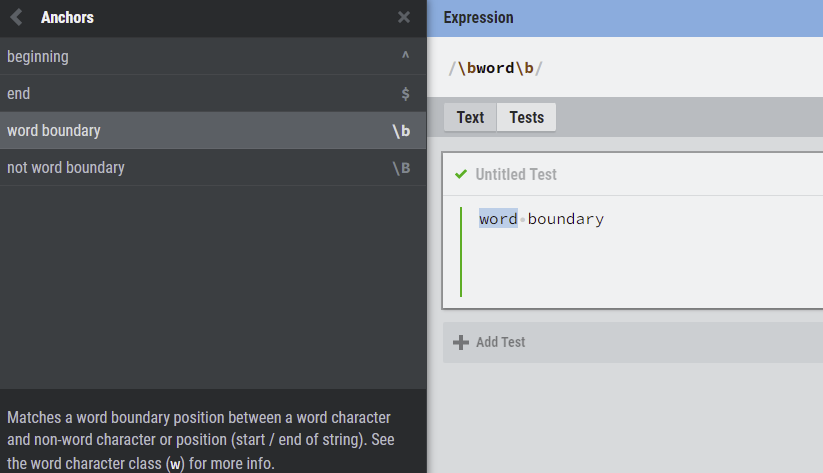 Anchors
beginning ^
end $
word boundary \b
not word boundary \B
Matches a word boundary position between a word character
and non-word character or position (start / end of string). See
the word character class (w) for more info.
Expression
/\bword\b/
Text Tests
Untitled Test
word boundary
Add Test